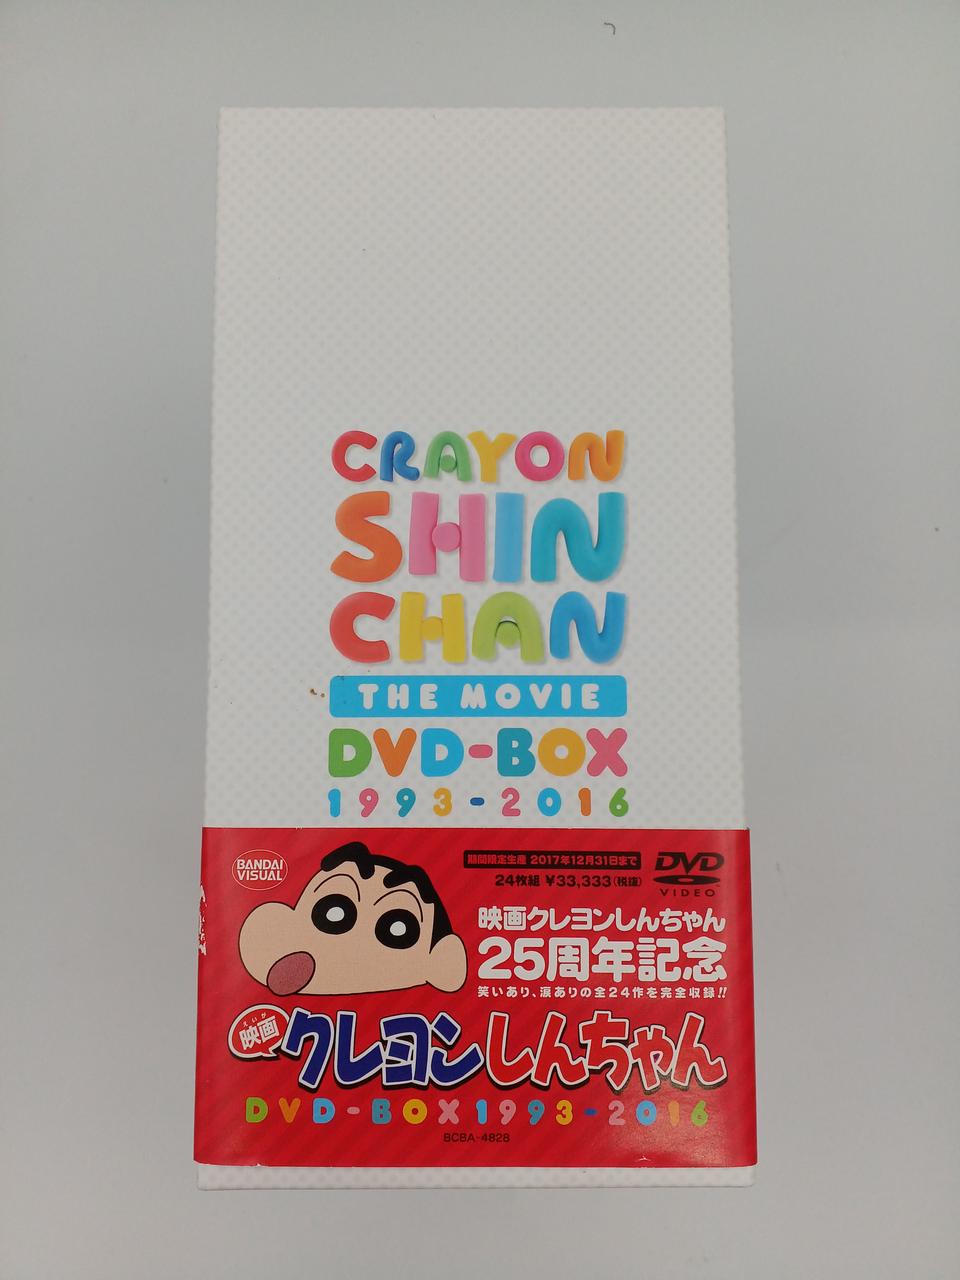 CRAYON
SHIN
CHAN
THE MOVIE
DVD-BOX
1993-2016
BANDAI
VISUAL
期間限定生産 2017年12月31日まで
24枚組 ¥33,333(税抜)
DVD
VIDEO
映画クレヨンしんちゃん
25周年記念
笑いあり、涙ありの全24作を完全収録!!
えいが
映画
クレヨンしんちゃん
DVD-BOX 1993-2016
BCBA-4828